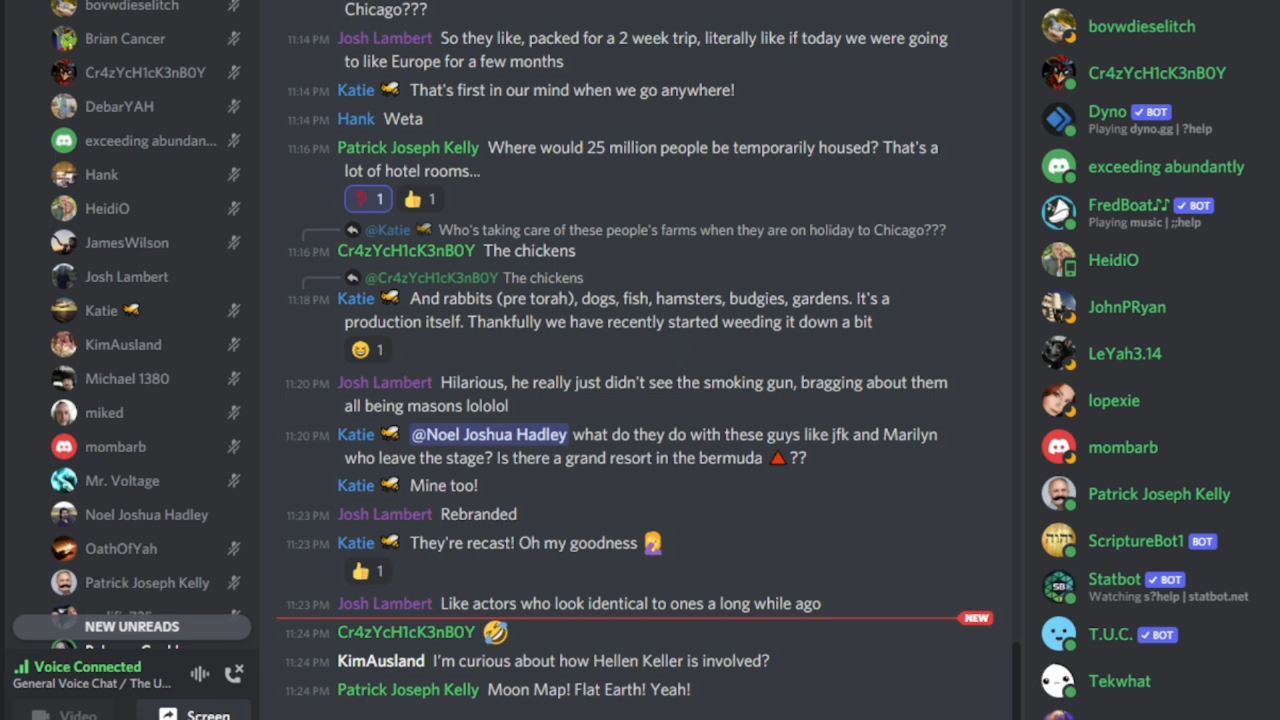 bovwdieselitch
Brian Cancer
Cr4zYcH1cK3nB0Y
DebarYAH
exceeding abundan...
Hank
HeidiO
JamesWilson
Josh Lambert
Katie
KimAusland
Michael 1380
miked
mombarb
Mr. Voltage
Noel Joshua Hadley
OathOfYah
Patrick Joseph Kelly
NEW UNREADS
Voice Connected
General Voice Chat / The U...
Video
Screen
Chicago???
11:14 PM Josh Lambert So they like, packed for a 2 week trip, literally like if today we were going
to like Europe for a few months
11:14 PM Katie That's first in our mind when we go anywhere!
11:14 PM Hank Weta
11:16 PM Patrick Joseph Kelly Where would 25 million people be temporarily housed? That's a
lot of hotel rooms...
❓ 1 👍 1
@Katie Who's taking care of these people's farms when they are on holiday to Chicago???
11:16 PM Cr4zYcH1cK3nB0Y The chickens
@Cr4zYcH1cK3nB0Y The chickens
11:18 PM Katie And rabbits (pre torah), dogs, fish, hamsters, budgies, gardens. It's a
production itself. Thankfully we have recently started weeding it down a bit
😆 1
11:20 PM Josh Lambert Hilarious, he really just didn't see the smoking gun, bragging about them
all being masons lololol
11:20 PM Katie @Noel Joshua Hadley what do they do with these guys like jfk and Marilyn
who leave the stage? Is there a grand resort in the bermuda 🔺 ??
Katie Mine too!
11:23 PM Josh Lambert Rebranded
11:23 PM Katie They're recast! Oh my goodness 🤦
👍 1
11:23 PM Josh Lambert Like actors who look identical to ones a long while ago
NEW
11:24 PM Cr4zYcH1cK3nB0Y 🤣
11:24 PM KimAusland I'm curious about how Hellen Keller is involved?
11:24 PM Patrick Joseph Kelly Moon Map! Flat Earth! Yeah!
bovwdieselitch
Cr4zYcH1cK3nB0Y
Dyno ✓ BOT
Playing dyno.gg | ?help
exceeding abundantly
FredBoat♪♪ ✓ BOT
Playing music | ;;help
HeidiO
JohnPRyan
LeYah3.14
lopexie
mombarb
Patrick Joseph Kelly
ScriptureBot1 BOT
Statbot ✓ BOT
Watching s?help | statbot.net
T.U.C. ✓ BOT
Tekwhat